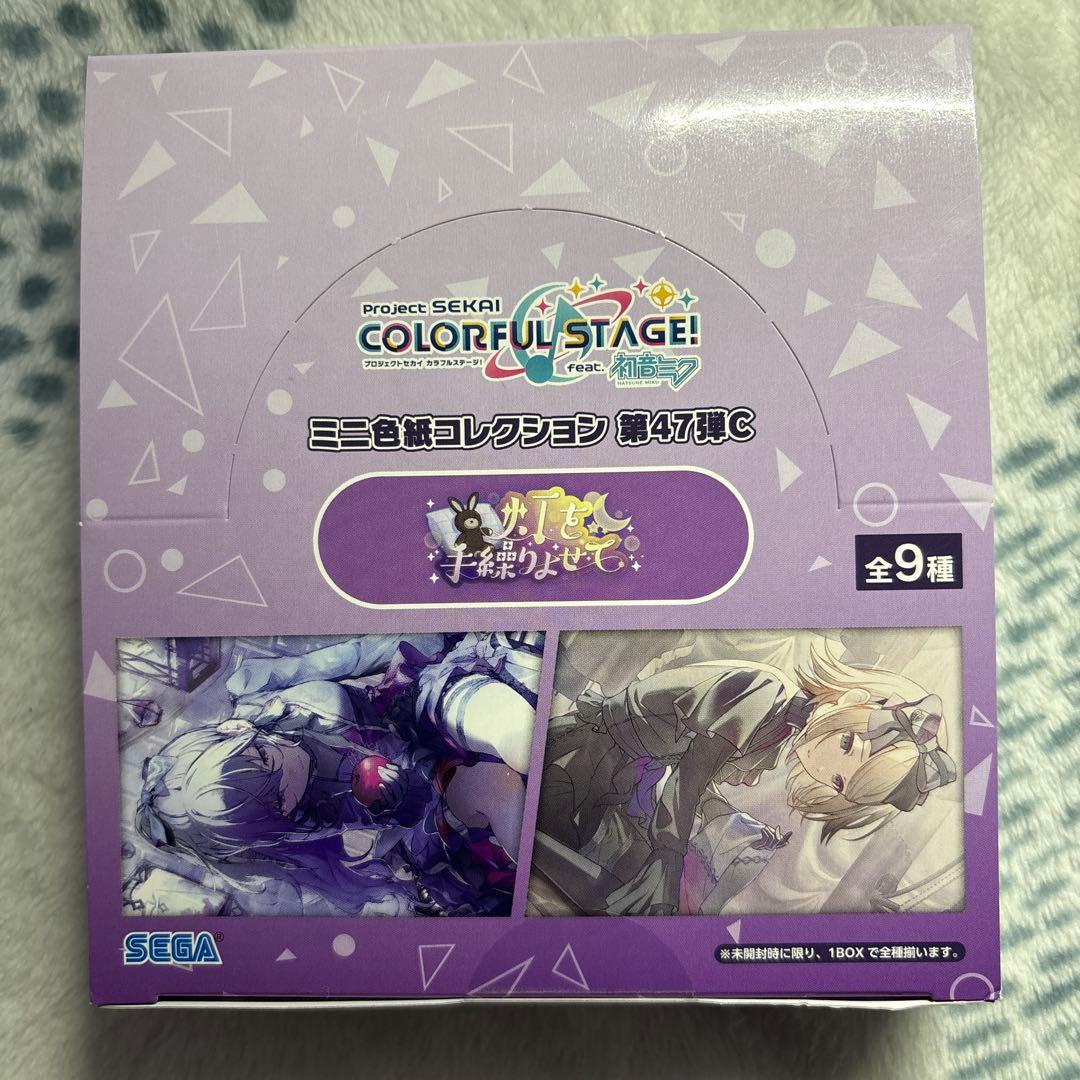 Project SEKAI
COLORFUL STAGE!
プロジェクトセカイ カラフルステージ!
feat. 初音ミク
HATSUNE MIKU
ミニ色紙コレクション 第47弾C
灯を
手繰りよせて
全9種
SEGA®
※未開封時に限り、1BOXで全種揃います。